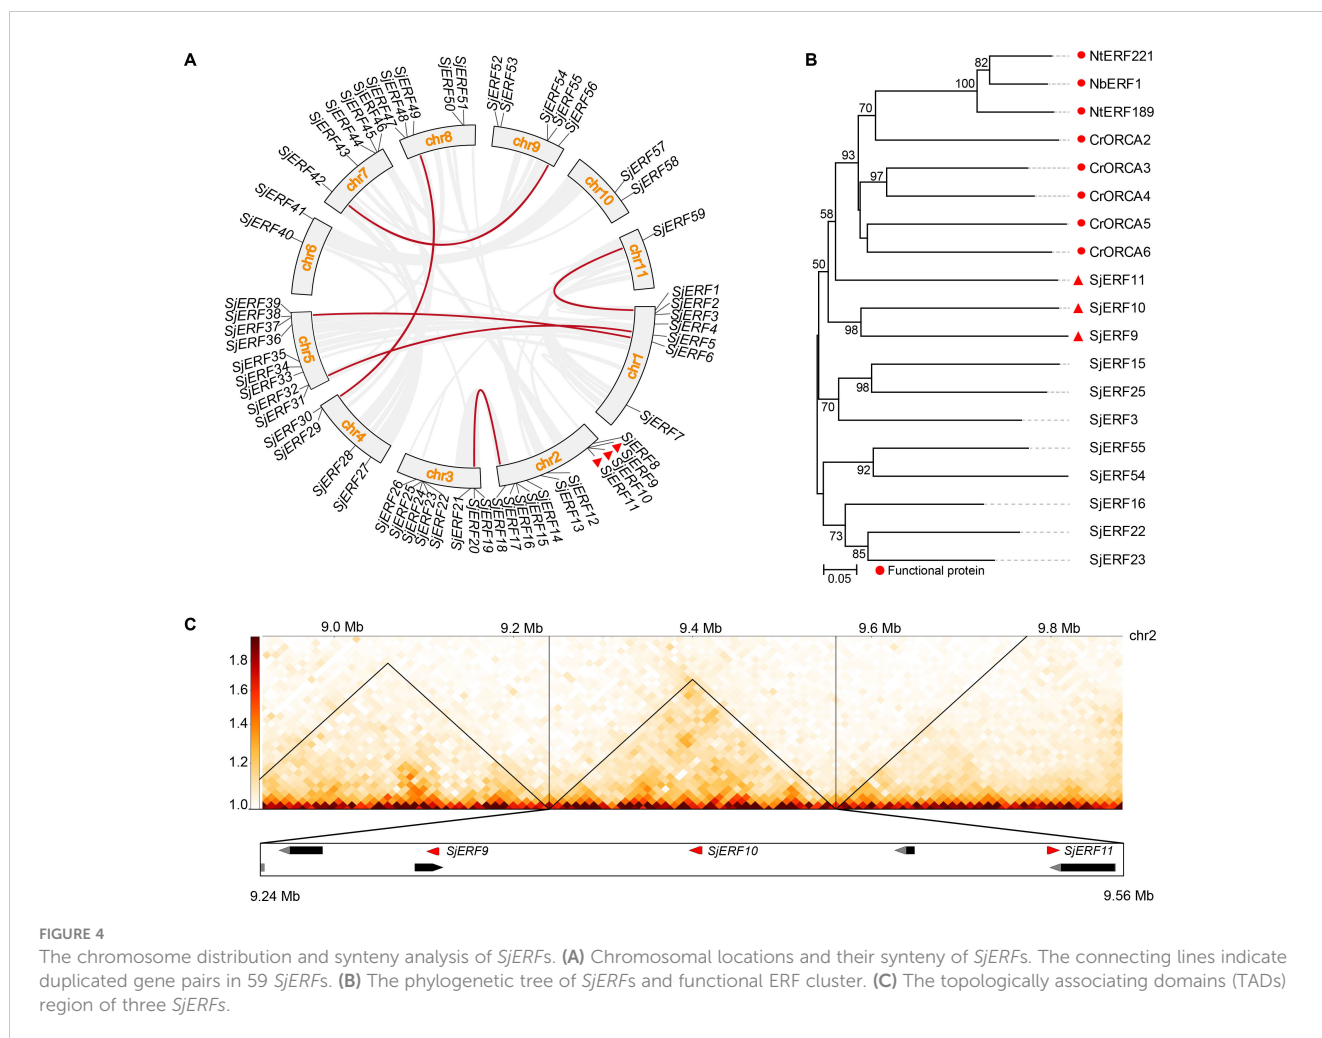 A
SjERF1
SjERF2
SjERF3
SjERF4
SjERF5
SjERF6
SjERF7
SjERF8
SjERF9
SjERF10
SjERF11
SjERF12
SjERF13
SjERF14
SjERF15
SjERF16
SjERF17
SjERF18
SjERF19
SjERF20
SjERF21
SjERF22
SjERF23
SjERF24
SjERF25
SjERF26
SjERF27
SjERF28
SjERF29
SjERF30
SjERF31
SjERF32
SjERF33
SjERF34
SjERF35
SjERF36
SjERF37
SjERF38
SjERF39
SjERF40
SjERF41
SjERF42
SjERF43
SjERF44
SjERF45
SjERF46
SjERF47
SjERF48
SjERF49
SjERF50
SjERF51
SjERF52
SjERF53
SjERF54
SjERF55
SjERF56
SjERF57
SjERF58
SjERF59
chr1
chr2
chr3
chr4
chr5
chr6
chr7
chr8
chr9
chr10
chr11
B
NtERF221
NbERF1
NtERF189
CrORCA2
CrORCA3
CrORCA4
CrORCA5
CrORCA6
SjERF11
SjERF10
SjERF9
SjERF15
SjERF25
SjERF3
SjERF55
SjERF54
SjERF16
SjERF22
SjERF23
82
100
70
93
97
58
50
98
98
70
92
73
85
0.05
Functional protein
C
9.0 Mb 9.2 Mb 9.4 Mb 9.6 Mb 9.8 Mb
chr2
1.8
1.6
1.4
1.2
1.0
SjERF9 SjERF10 SjERF11
9.24 Mb 9.56 Mb
FIGURE 4
The chromosome distribution and synteny analysis of SjERFs. (A) Chromosomal locations and their synteny of SjERFs. The connecting lines indicate
duplicated gene pairs in 59 SjERFs. (B) The phylogenetic tree of SjERFs and functional ERF cluster. (C) The topologically associating domains (TADs)
region of three SjERFs.